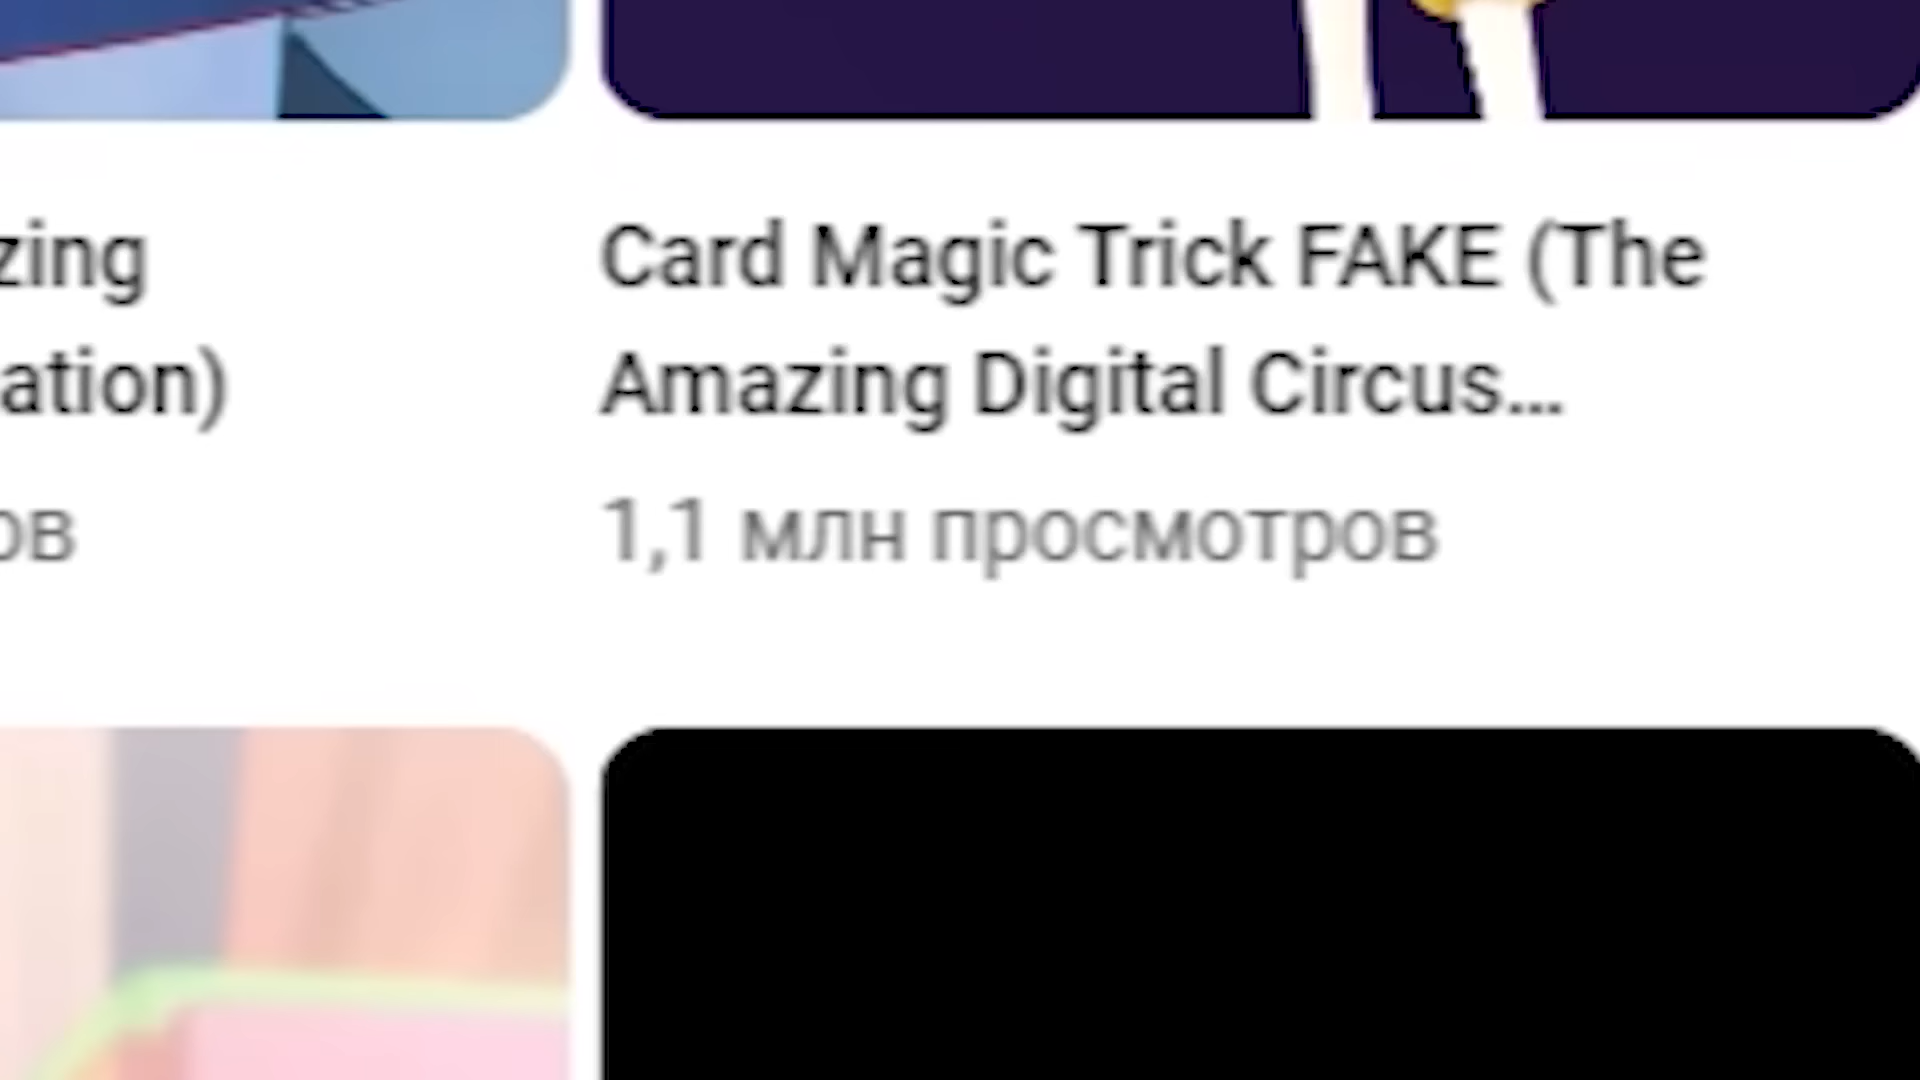 zing
ation)
ов
Card Magic Trick FAKE (The
Amazing Digital Circus...
1,1 млн просмотров